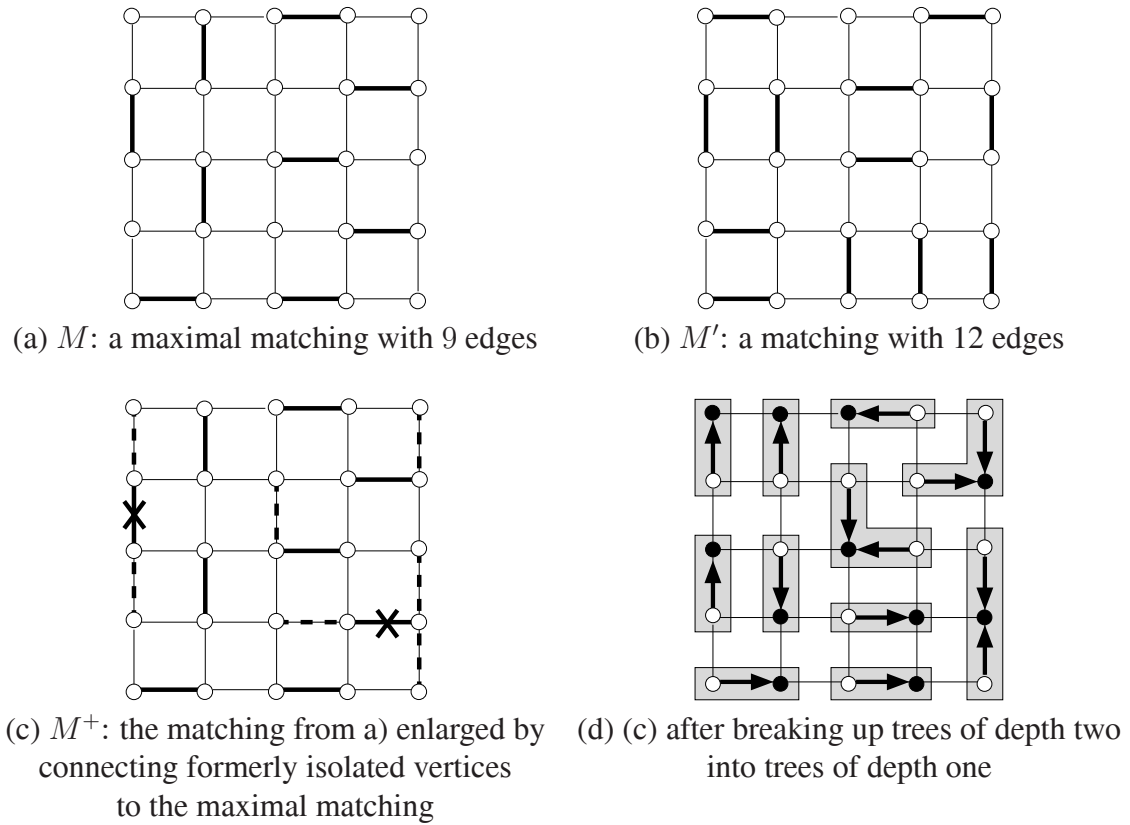 (a) M: a maximal matching with 9 edges
(b) M′: a matching with 12 edges
(c) M⁺: the matching from a) enlarged by
connecting formerly isolated vertices
to the maximal matching
(d) (c) after breaking up trees of depth two
into trees of depth one